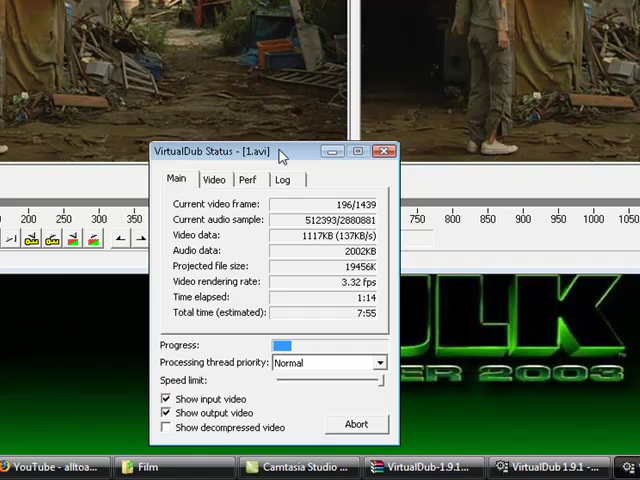 VirtualDub Status - [1.avi]
Main Video Perf Log
Current video frame: 196/1439
Current audio sample: 512393/2880881
Video data: 1117KB (137KB/s)
Audio data: 2002KB
Projected file size: 19456K
Video rendering rate: 3.32 fps
Time elapsed: 1:14
Total time (estimated): 7:55
Progress:
Processing thread priority: Normal
Speed limit:
Show input video
Show output video
Show decompressed video
Abort
50 100 150 200 250 300 350
750 800 850 900 950 1000 1050
ULK
ER 2003
YouTube - alltoa... Film Camtasia Studio ... VirtualDub-1.9.1... VirtualDub 1.9.1 - ...